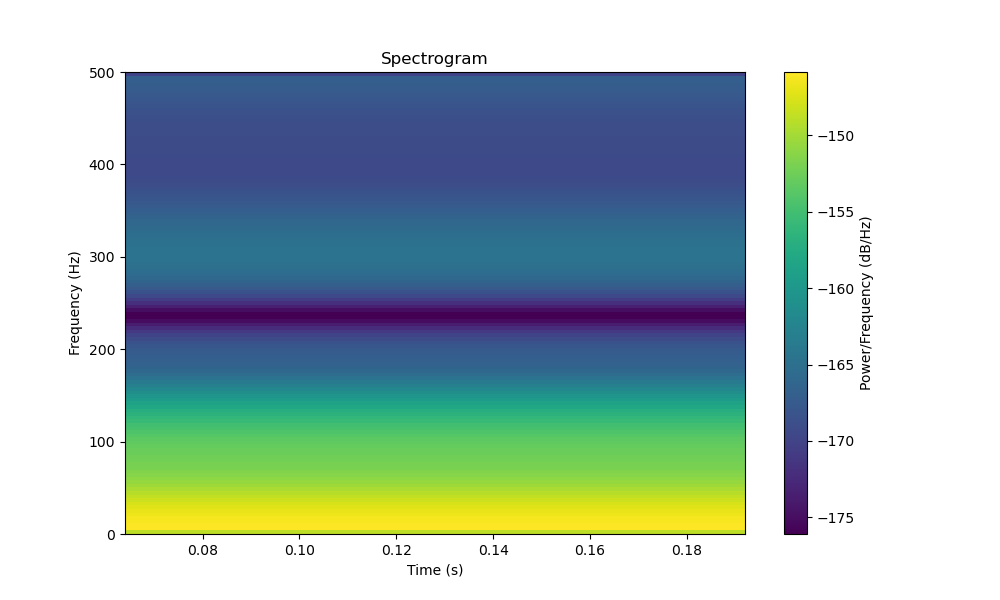 Spectrogram
500
400
300
200
100
0
Frequency (Hz)
0.08 0.10 0.12 0.14 0.16 0.18
Time (s)
−150
−155
−160
−165
−170
−175
Power/Frequency (dB/Hz)